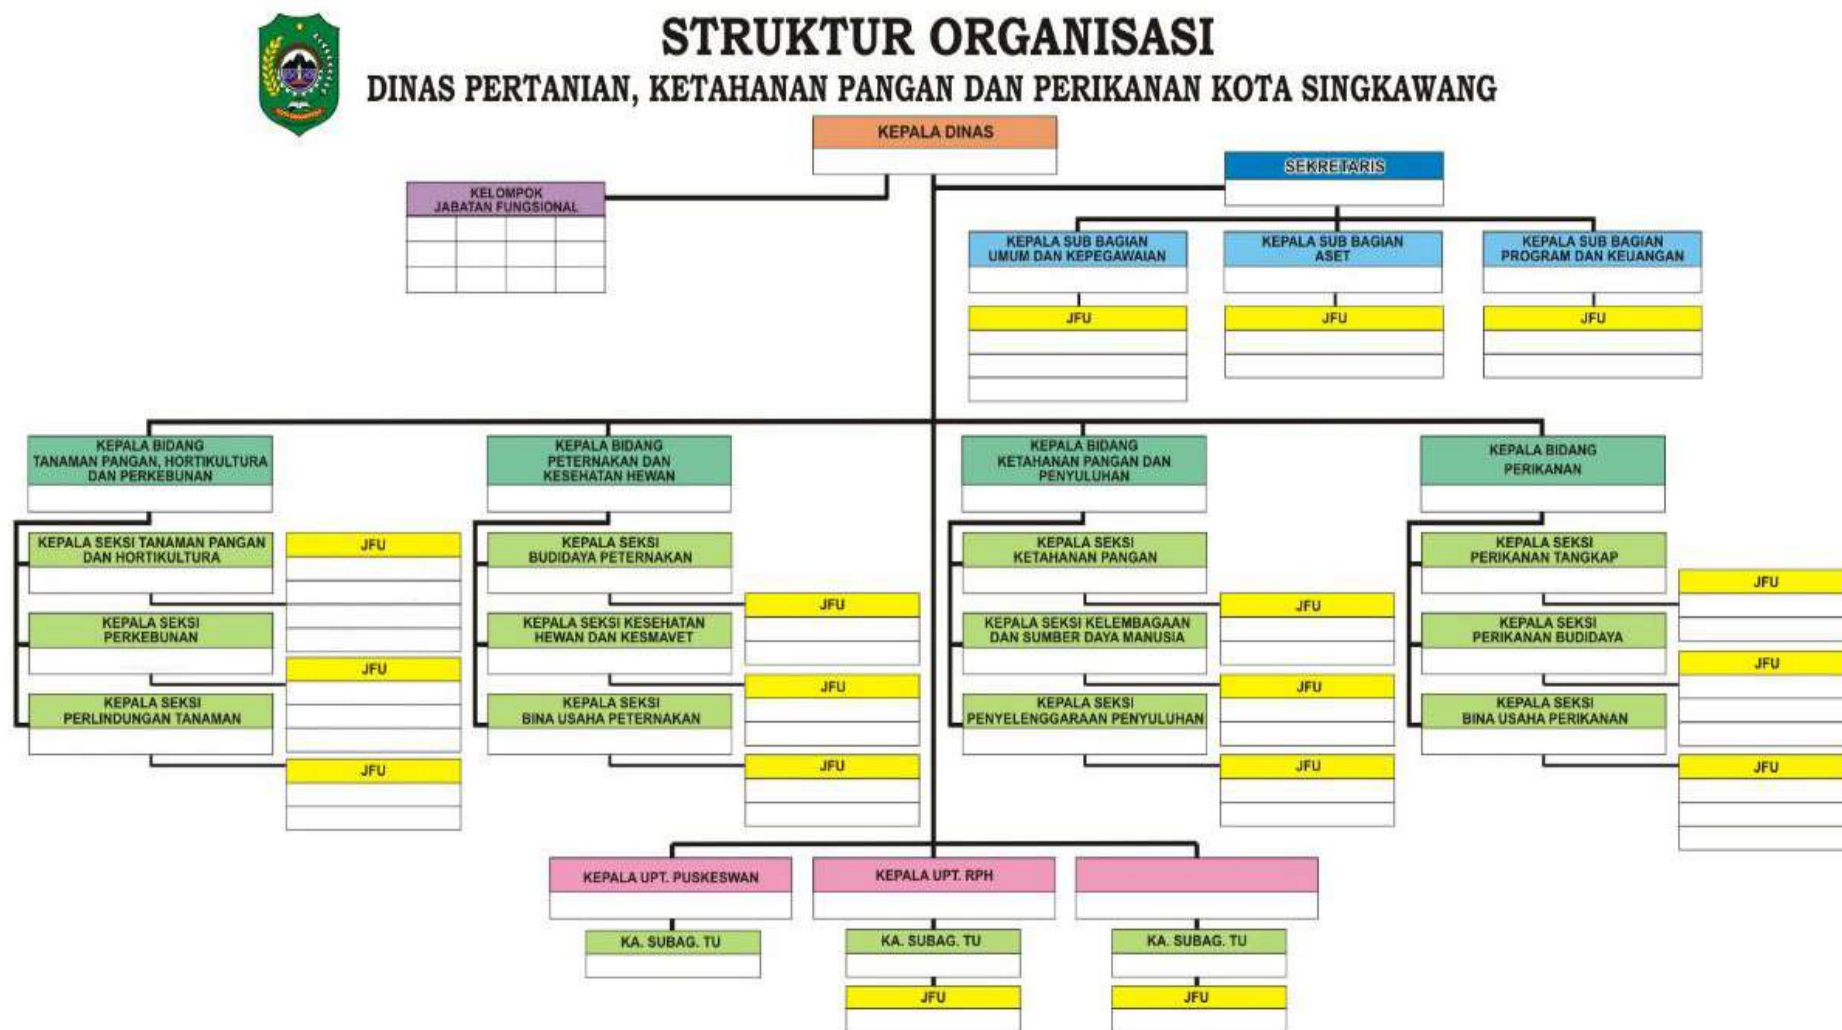 STRUKTUR ORGANISASI
DINAS PERTANIAN, KETAHANAN PANGAN DAN PERIKANAN KOTA SINGKAWANG
KEPALA DINAS
SEKRETARIS
KELOMPOK
JABATAN FUNGSIONAL
KEPALA SUB BAGIAN
UMUM DAN KEPEGAWAIAN
KEPALA SUB BAGIAN
ASET
KEPALA SUB BAGIAN
PROGRAM DAN KEUANGAN
JFU
JFU
JFU
KEPALA BIDANG
TANAMAN PANGAN, HORTIKULTURA
DAN PERKEBUNAN
KEPALA SEKSI TANAMAN PANGAN
DAN HORTIKULTURA
JFU
KEPALA SEKSI
PERKEBUNAN
JFU
KEPALA SEKSI
PERLINDUNGAN TANAMAN
JFU
KEPALA BIDANG
PETERNAKAN DAN
KESEHATAN HEWAN
KEPALA SEKSI
BUDIDAYA PETERNAKAN
JFU
KEPALA SEKSI KESEHATAN
HEWAN DAN KESMAVET
JFU
KEPALA SEKSI
BINA USAHA PETERNAKAN
JFU
KEPALA BIDANG
KETAHANAN PANGAN DAN
PENYULUHAN
KEPALA SEKSI
KETAHANAN PANGAN
JFU
KEPALA SEKSI KELEMBAGAAN
DAN SUMBER DAYA MANUSIA
JFU
KEPALA SEKSI
PENYELENGGARAAN PENYULUHAN
JFU
KEPALA BIDANG
PERIKANAN
KEPALA SEKSI
PERIKANAN TANGKAP
JFU
KEPALA SEKSI
PERIKANAN BUDIDAYA
JFU
KEPALA SEKSI
BINA USAHA PERIKANAN
JFU
KEPALA UPT. PUSKESWAN
KA. SUBAG. TU
KEPALA UPT. RPH
KA. SUBAG. TU
JFU
KA. SUBAG. TU
JFU